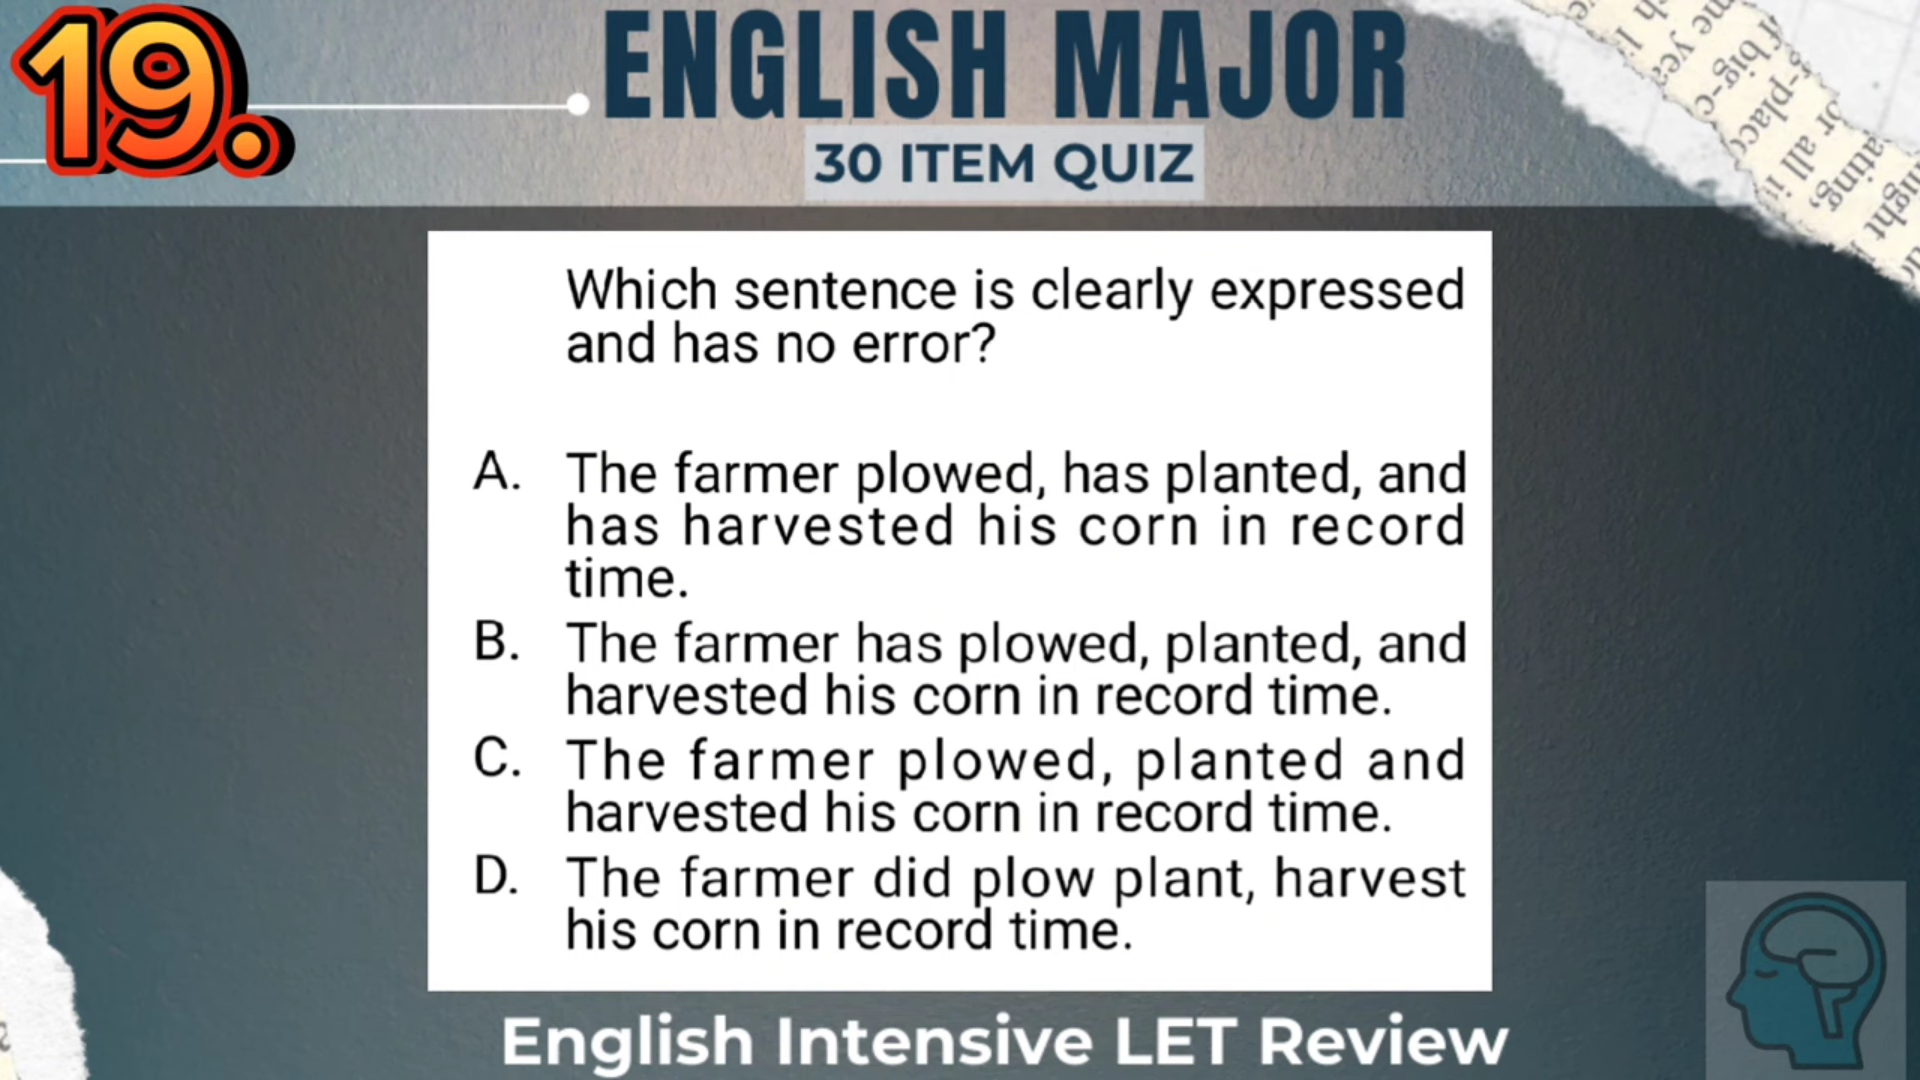 19.
ENGLISH MAJOR
30 ITEM QUIZ
Which sentence is clearly expressed
and has no error?
A. The farmer plowed, has planted, and
has harvested his corn in record
time.
B. The farmer has plowed, planted, and
harvested his corn in record time.
C. The farmer plowed, planted and
harvested his corn in record time.
D. The farmer did plow plant, harvest
his corn in record time.
English Intensive LET Review